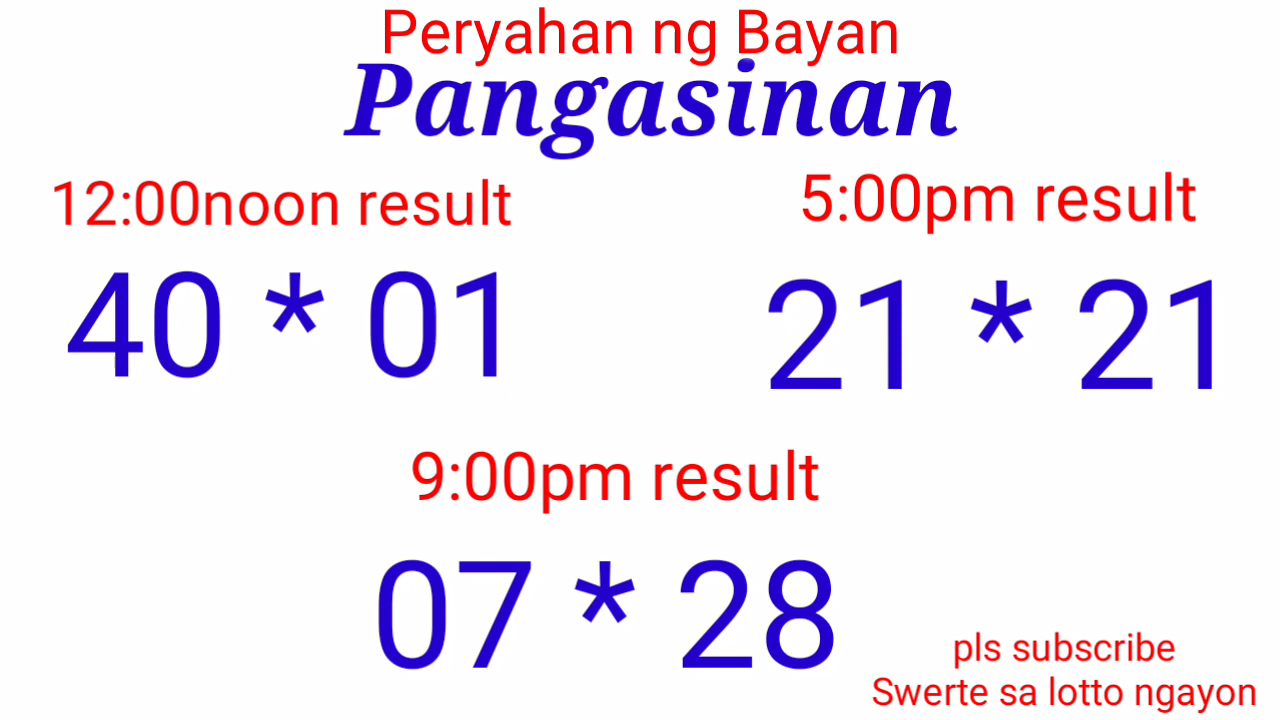 Peryahan ng Bayan
Pangasinan
12:00noon result
40 * 01
5:00pm result
21 * 21
9:00pm result
07 * 28
pls subscribe
Swerte sa lotto ngayon